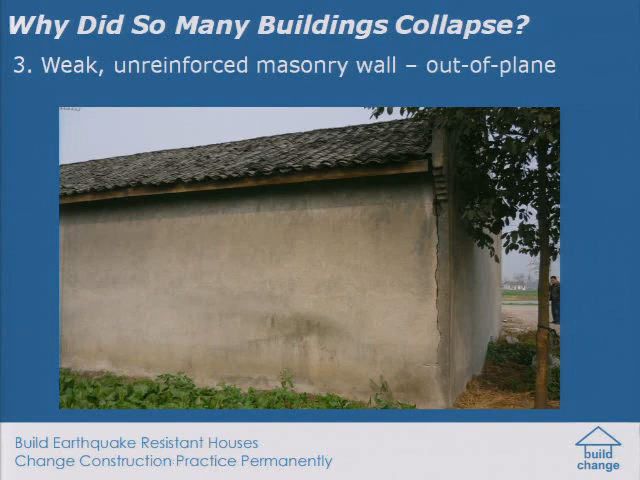 Why Did So Many Buildings Collapse?
3. Weak, unreinforced masonry wall – out-of-plane
Build Earthquake Resistant Houses
Change Construction Practice Permanently
build
change